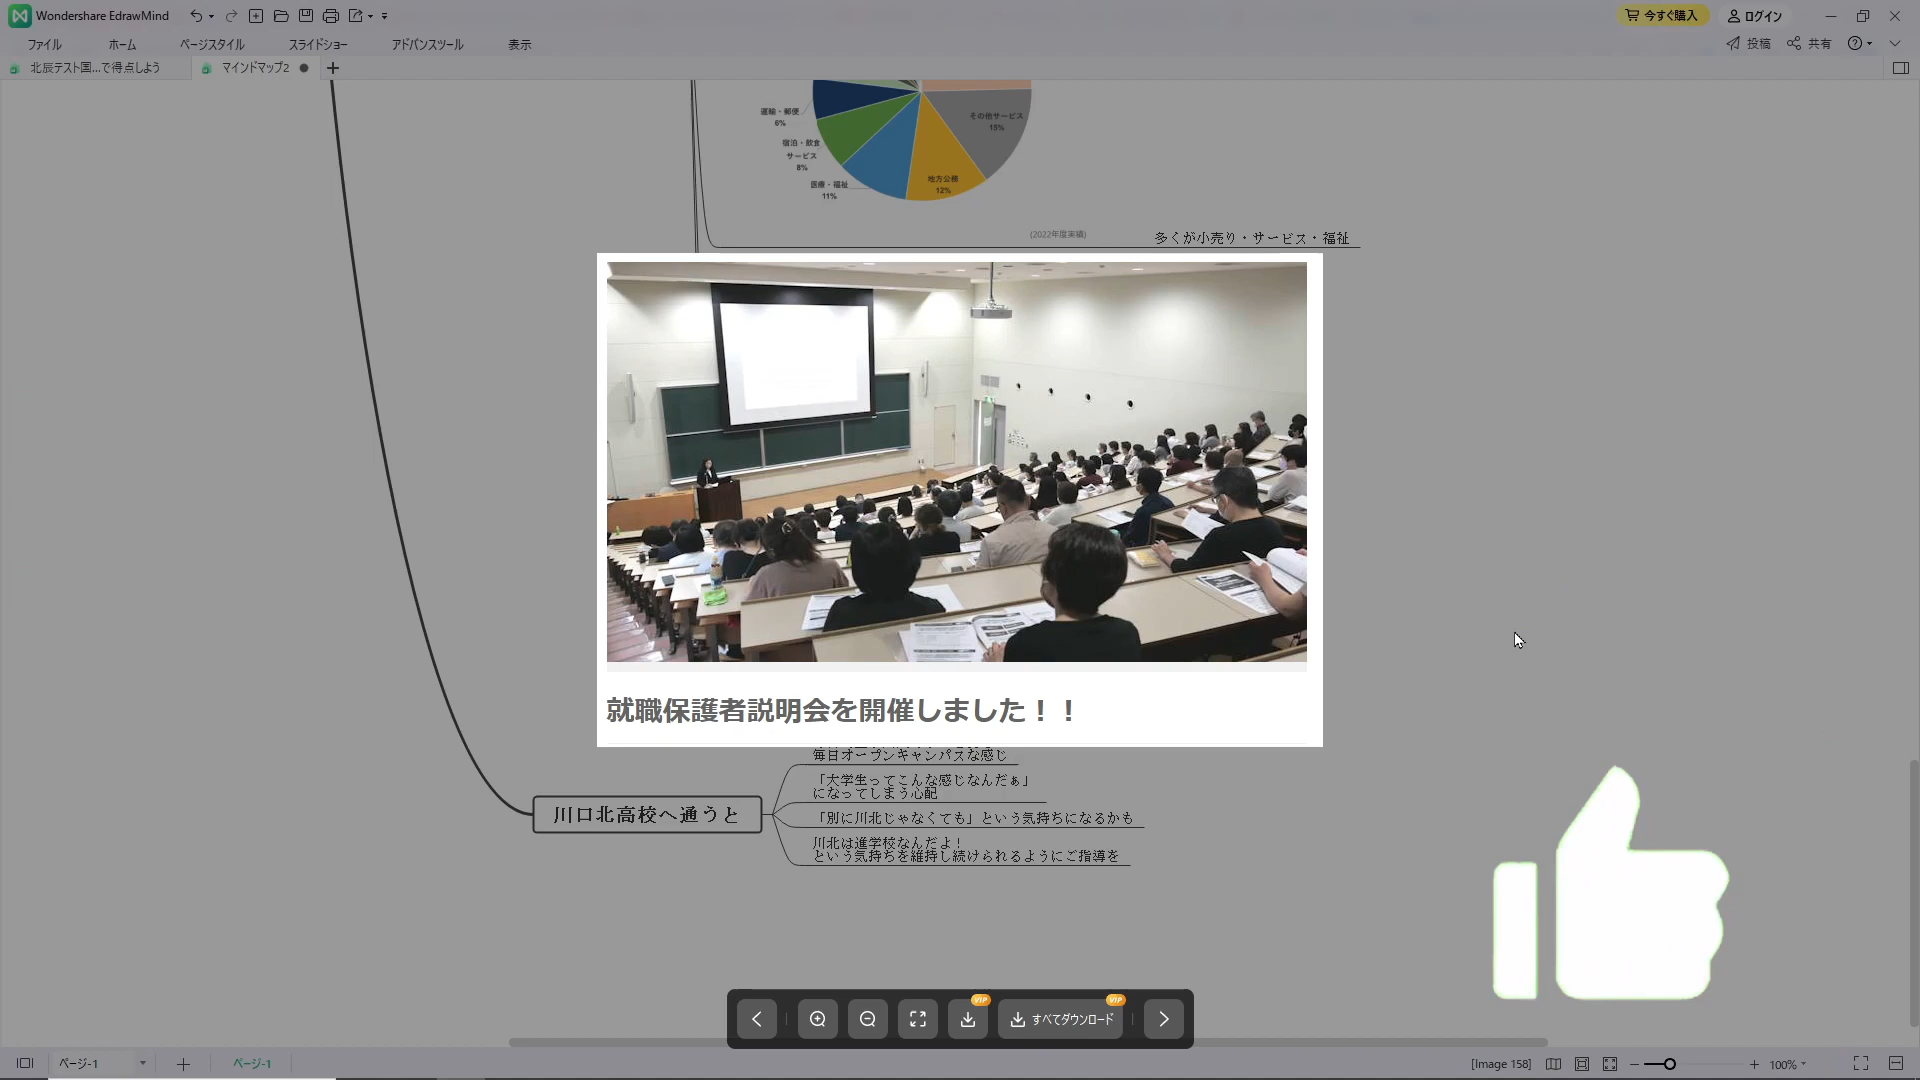 Wondershare EdrawMind
今すぐ購入
ログイン
ファイル
ホーム
ページスタイル
スライドショー
アドバンスツール
表示
投稿
共有
北辰テスト国...で得点しよう
マインドマップ2
運輸・郵便
6%
宿泊・飲食
サービス
8%
医療・福祉
11%
地方公務
12%
その他サービス
15%
(2022年度実績)
多くが小売り・サービス・福祉
就職保護者説明会を開催しました！！
毎日オープンキャンパスな感じ
「大学生ってこんな感じなんだぁ」
になってしまう心配
川口北高校へ通うと
「別に川北じゃなくても」という気持ちになるかも
川北は進学校なんだよ！
という気持ちを維持し続けられるようにご指導を
VIP
VIP
すべてダウンロード
ページ-1
ページ-1
[Image 158]
100%